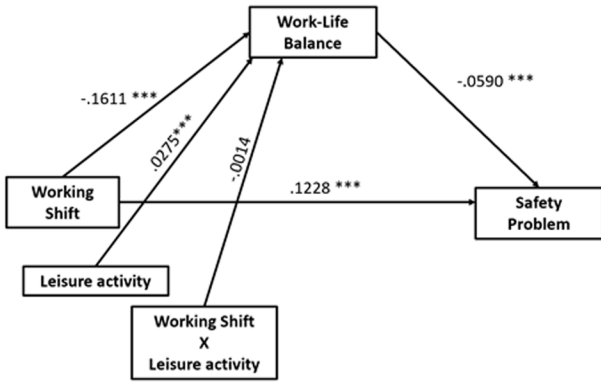 Work-Life
Balance
-.1611 ***
.0275***
-.0014
-.0590 ***
Working
Shift
.1228 ***
Safety
Problem
Leisure activity
Working Shift
X
Leisure activity